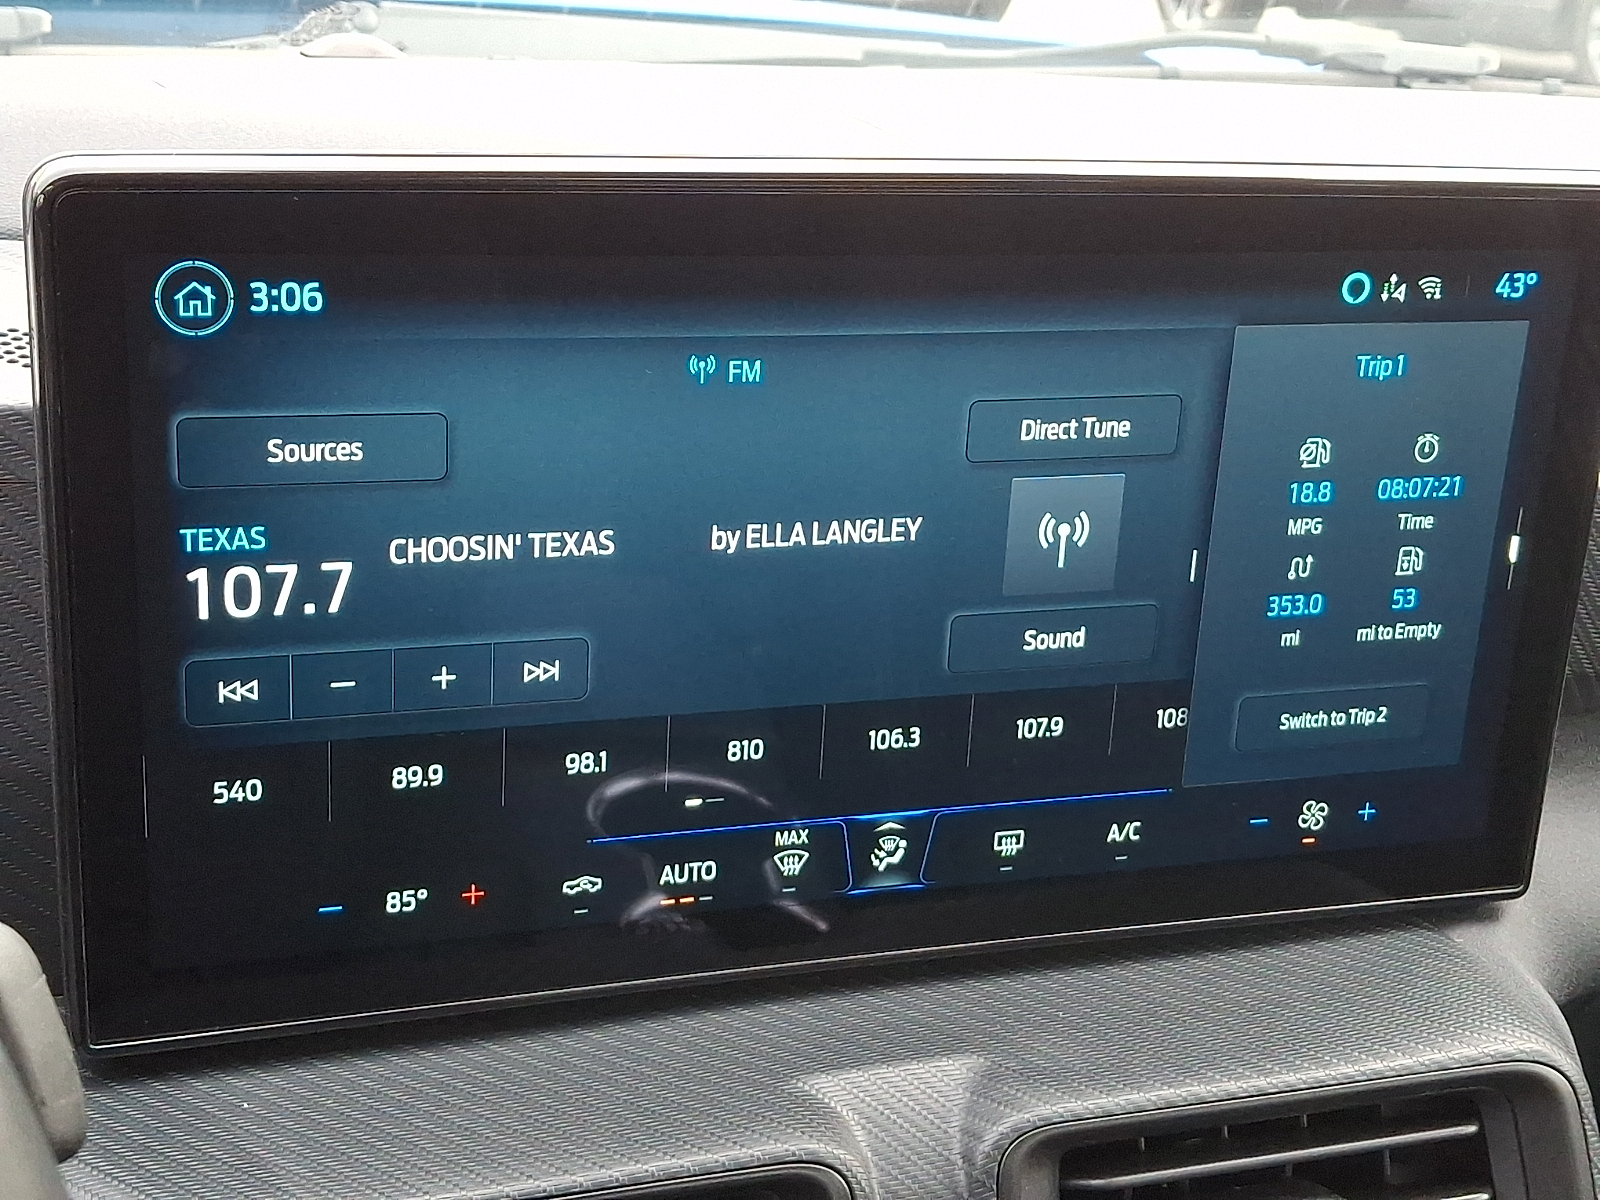 3:06
43°
FM
Trip 1
Sources
Direct Tune
18.8
08:07:21
MPG
Time
TEXAS
107.7
CHOOSIN' TEXAS
by ELLA LANGLEY
353.0
53
mi
mi to Empty
Sound
Switch to Trip 2
540
89.9
98.1
810
106.3
107.9
108
85°
AUTO
MAX
A/C